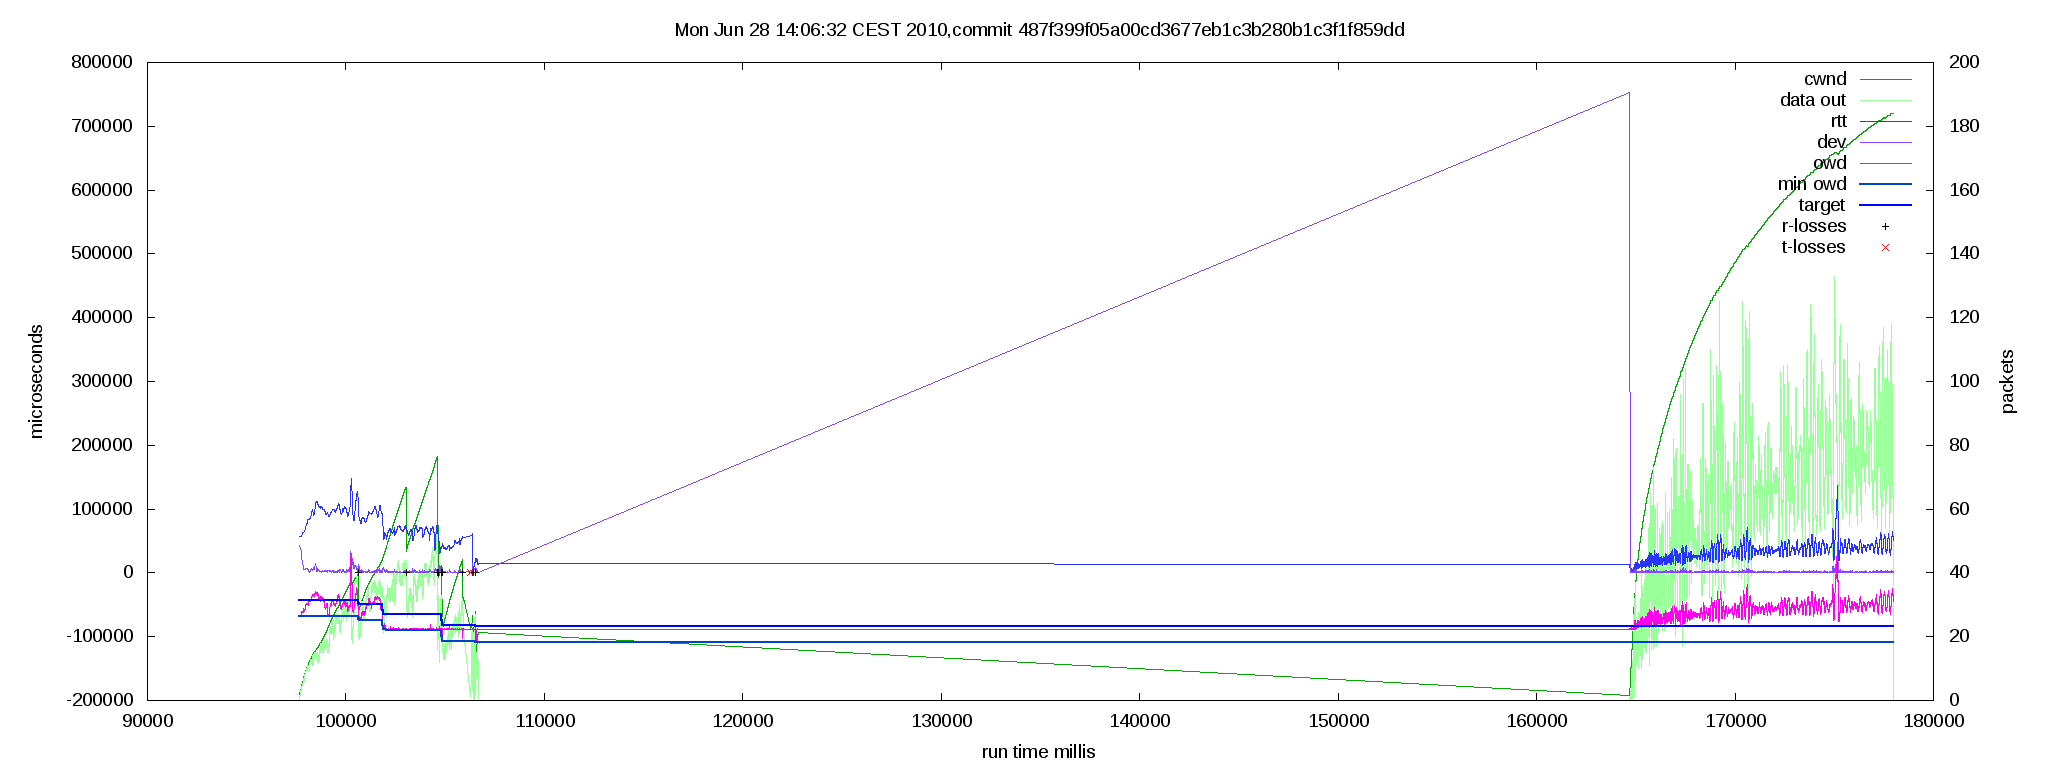 Mon Jun 28 14:06:32 CEST 2010,commit 487f399f05a00cd3677eb1c3b280b1c3f1f859dd
800000
700000
600000
500000
400000
300000
200000
100000
0
-100000
-200000
microseconds
200
180
160
140
120
100
80
60
40
20
0
packets
cwnd
data out
rtt
dev
owd
min owd
target
r-losses
t-losses
90000 100000 110000 120000 130000 140000 150000 160000 170000 180000
run time millis